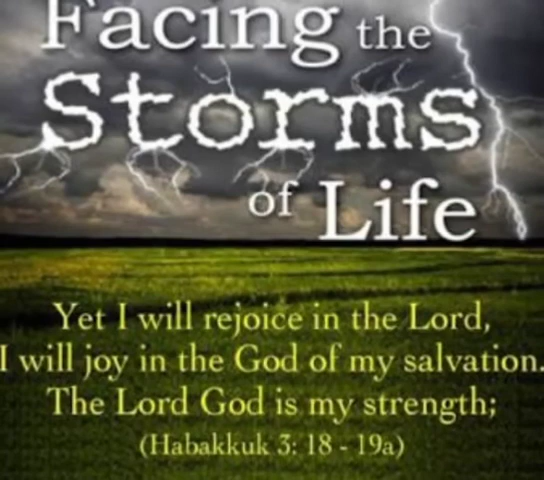 Facing the
Storms
of Life
Yet I will rejoice in the Lord,
I will joy in the God of my salvation.
The Lord God is my strength;
(Habakkuk 3: 18 - 19a)